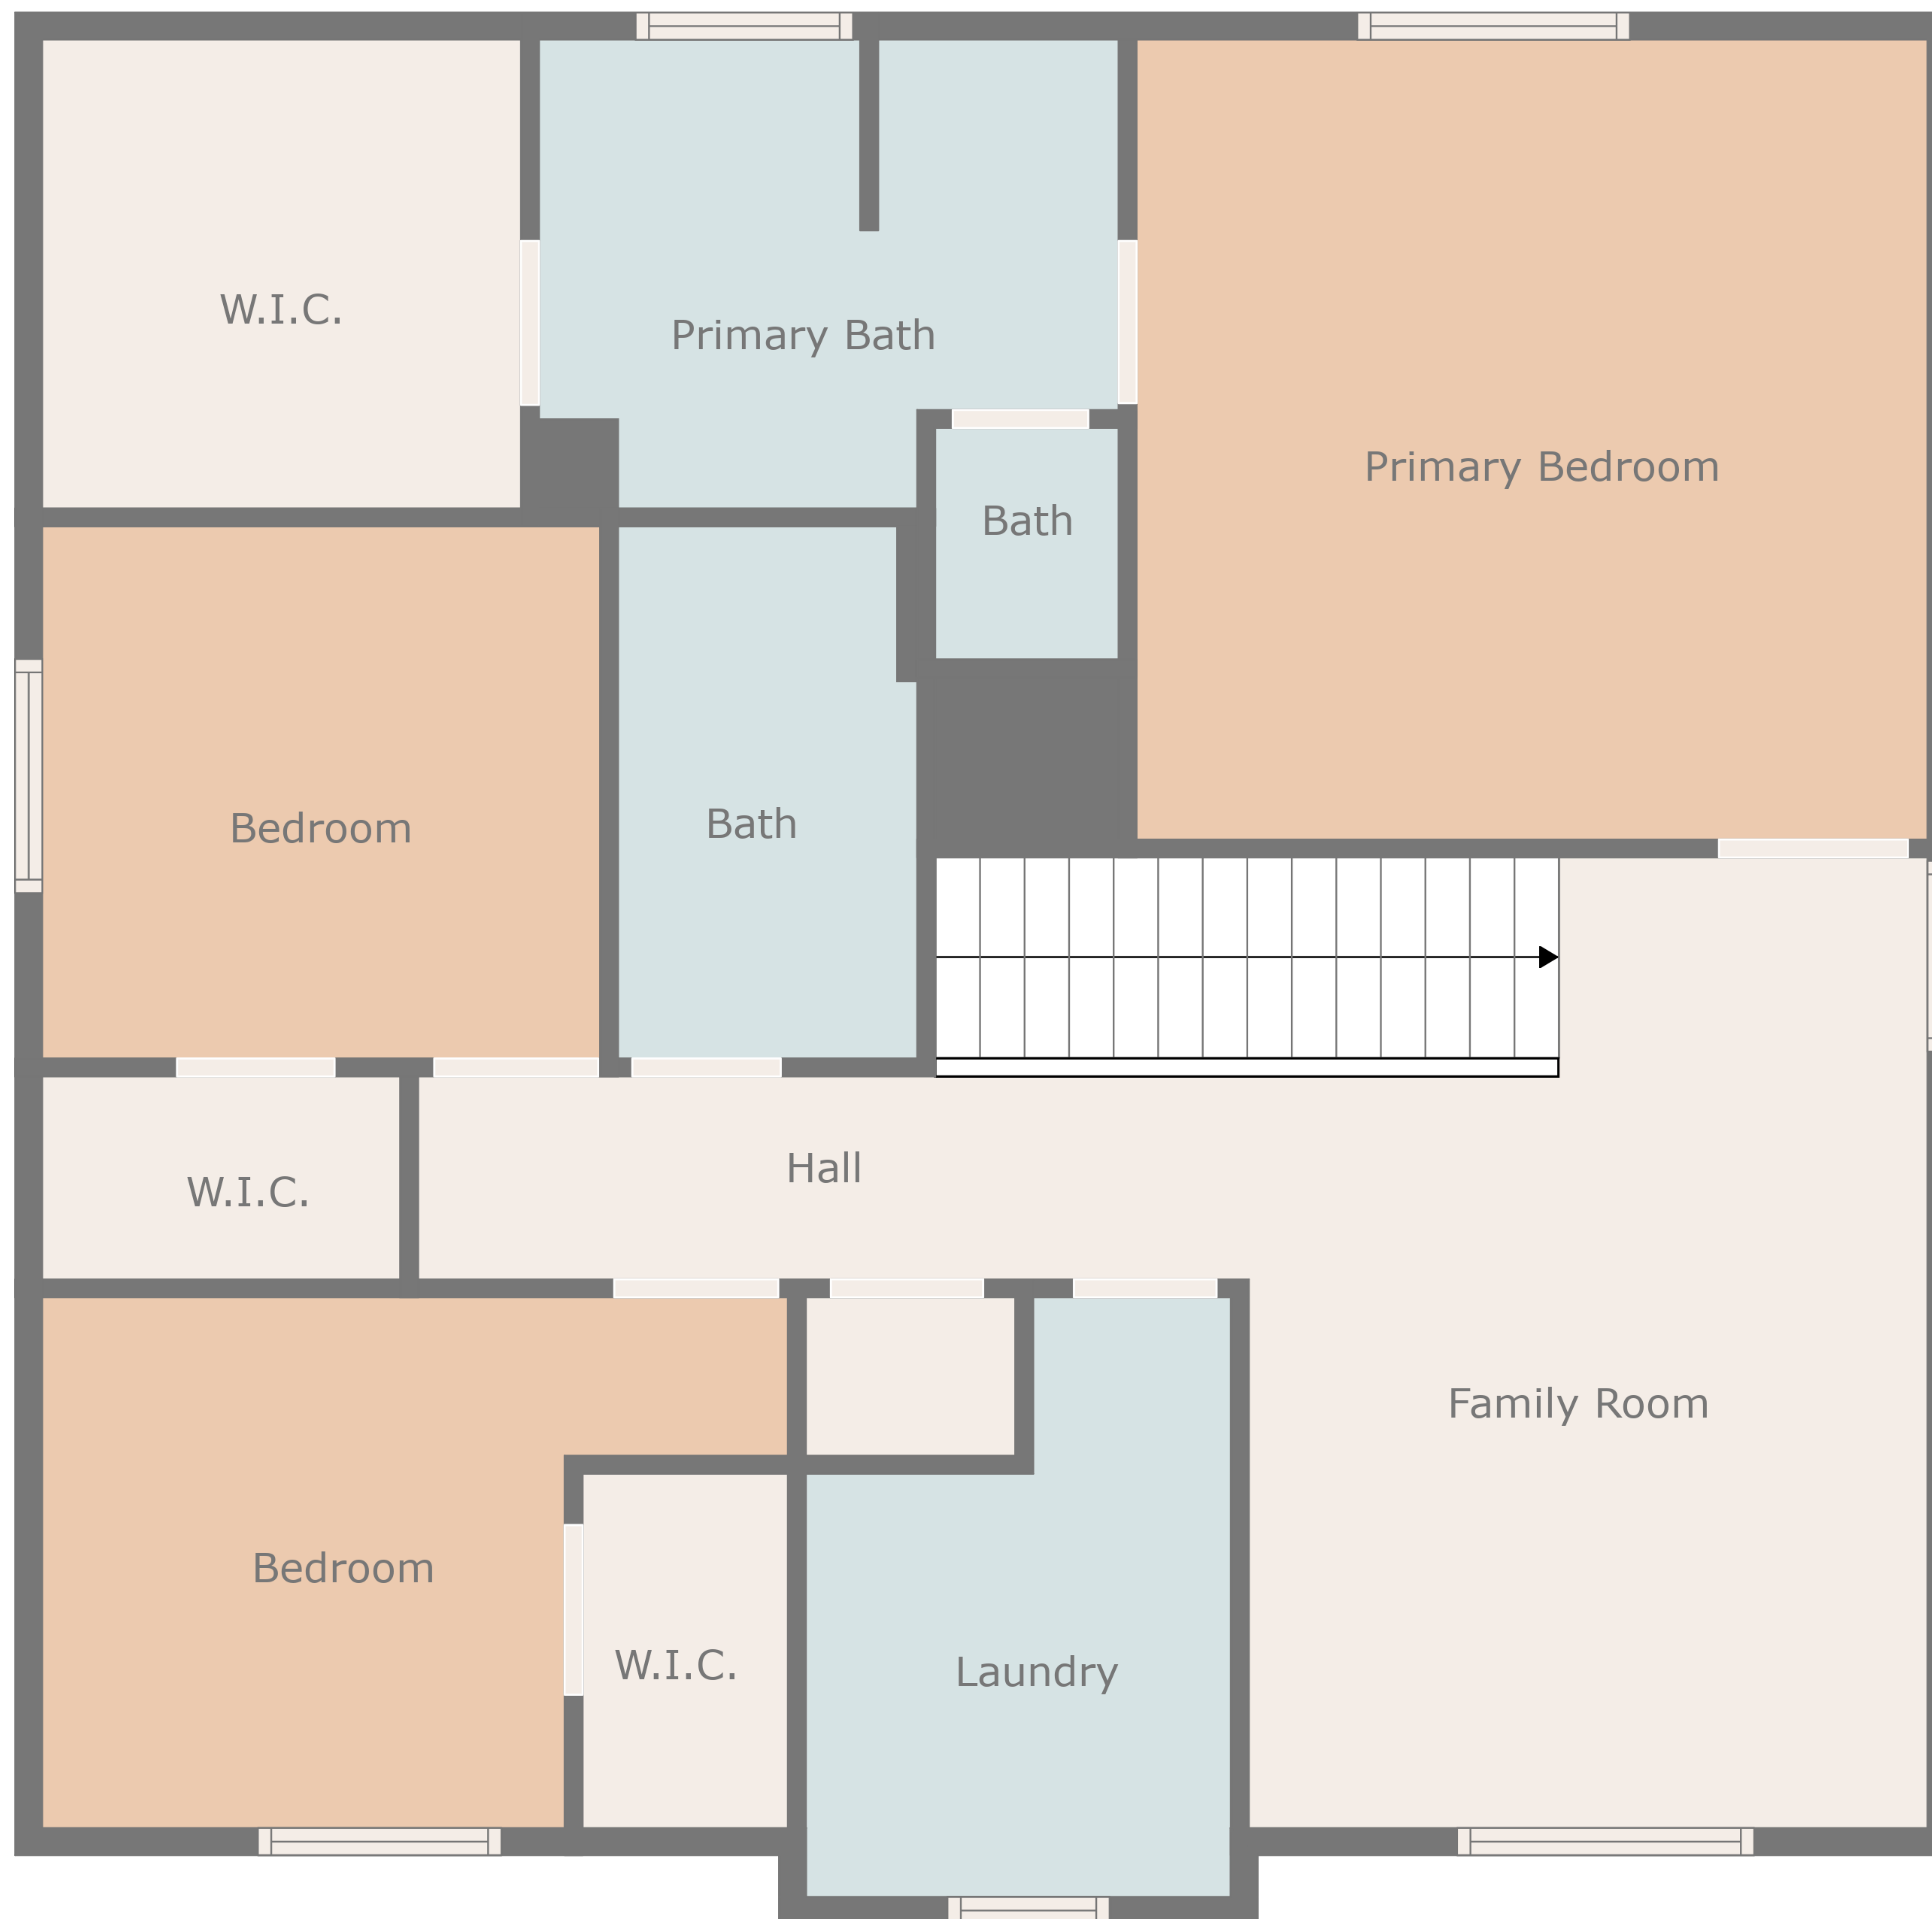 W.I.C.
Primary Bath
Primary Bedroom
Bath
Bedroom
Bath
Hall
W.I.C.
Family Room
Bedroom
W.I.C.
Laundry